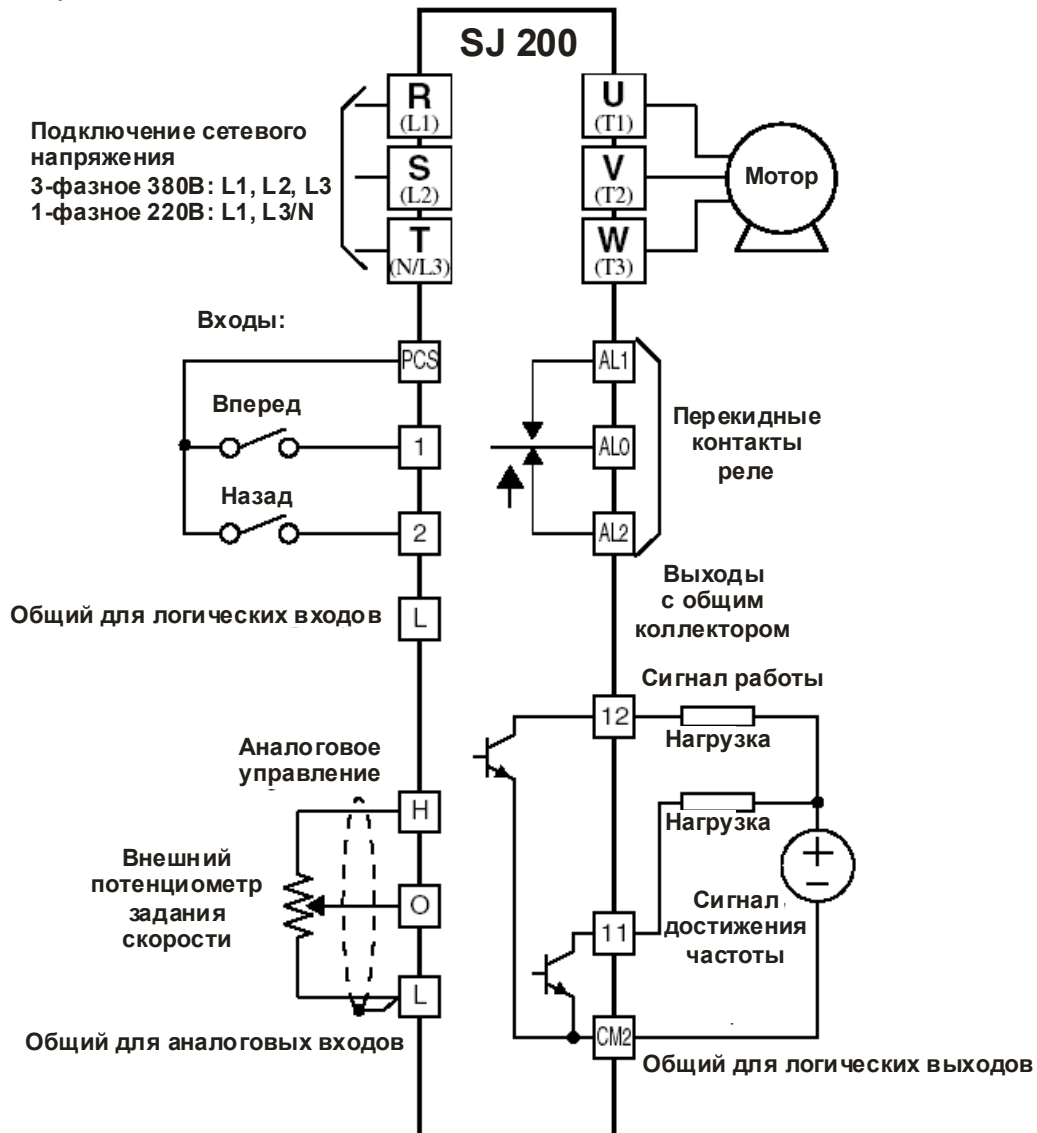 SJ 200
Подключение сетевого
напряжения
3-фазное 380В: L1, L2, L3
1-фазное 220В: L1, L3/N
R
(L1)
S
(L2)
T
(N/L3)
U
(T1)
V
(T2)
W
(T3)
Мотор
Входы:
PCS
Вперед
1
Назад
2
Общий для логических входов
L
AL1
AL0
AL2
Перекидные
контакты
реле
Выходы
с общим
коллектором
Сигнал работы
12
Нагрузка
Нагрузка
+
−
Сигнал
достижения
частоты
11
CM2
Общий для логических выходов
Аналоговое
управление
H
Внешний
потенциометр
задания
скорости
O
L
Общий для аналоговых входов